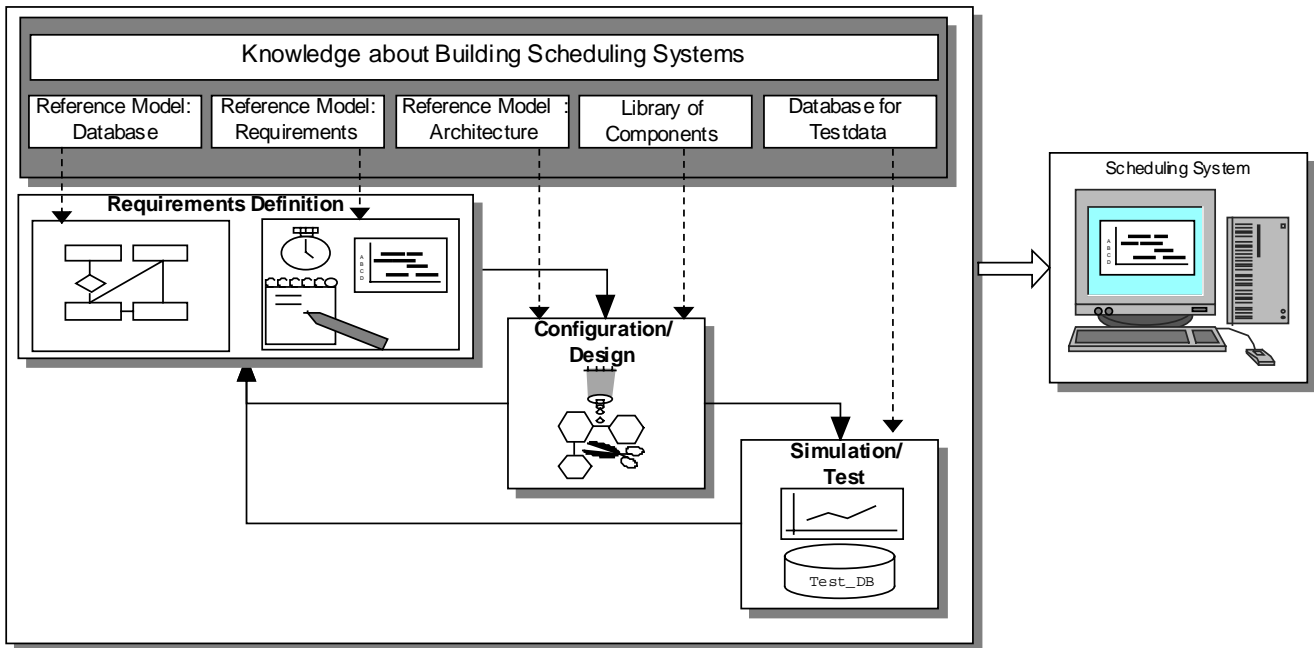 Knowledge about Building Scheduling Systems
Reference Model:
Database
Reference Model:
Requirements
Reference Model :
Architecture
Library of
Components
Database for
Testdata
Scheduling System
A
B
C
D
Requirements Definition
A
B
C
D
Configuration/
Design
Simulation/
Test
Test_DB